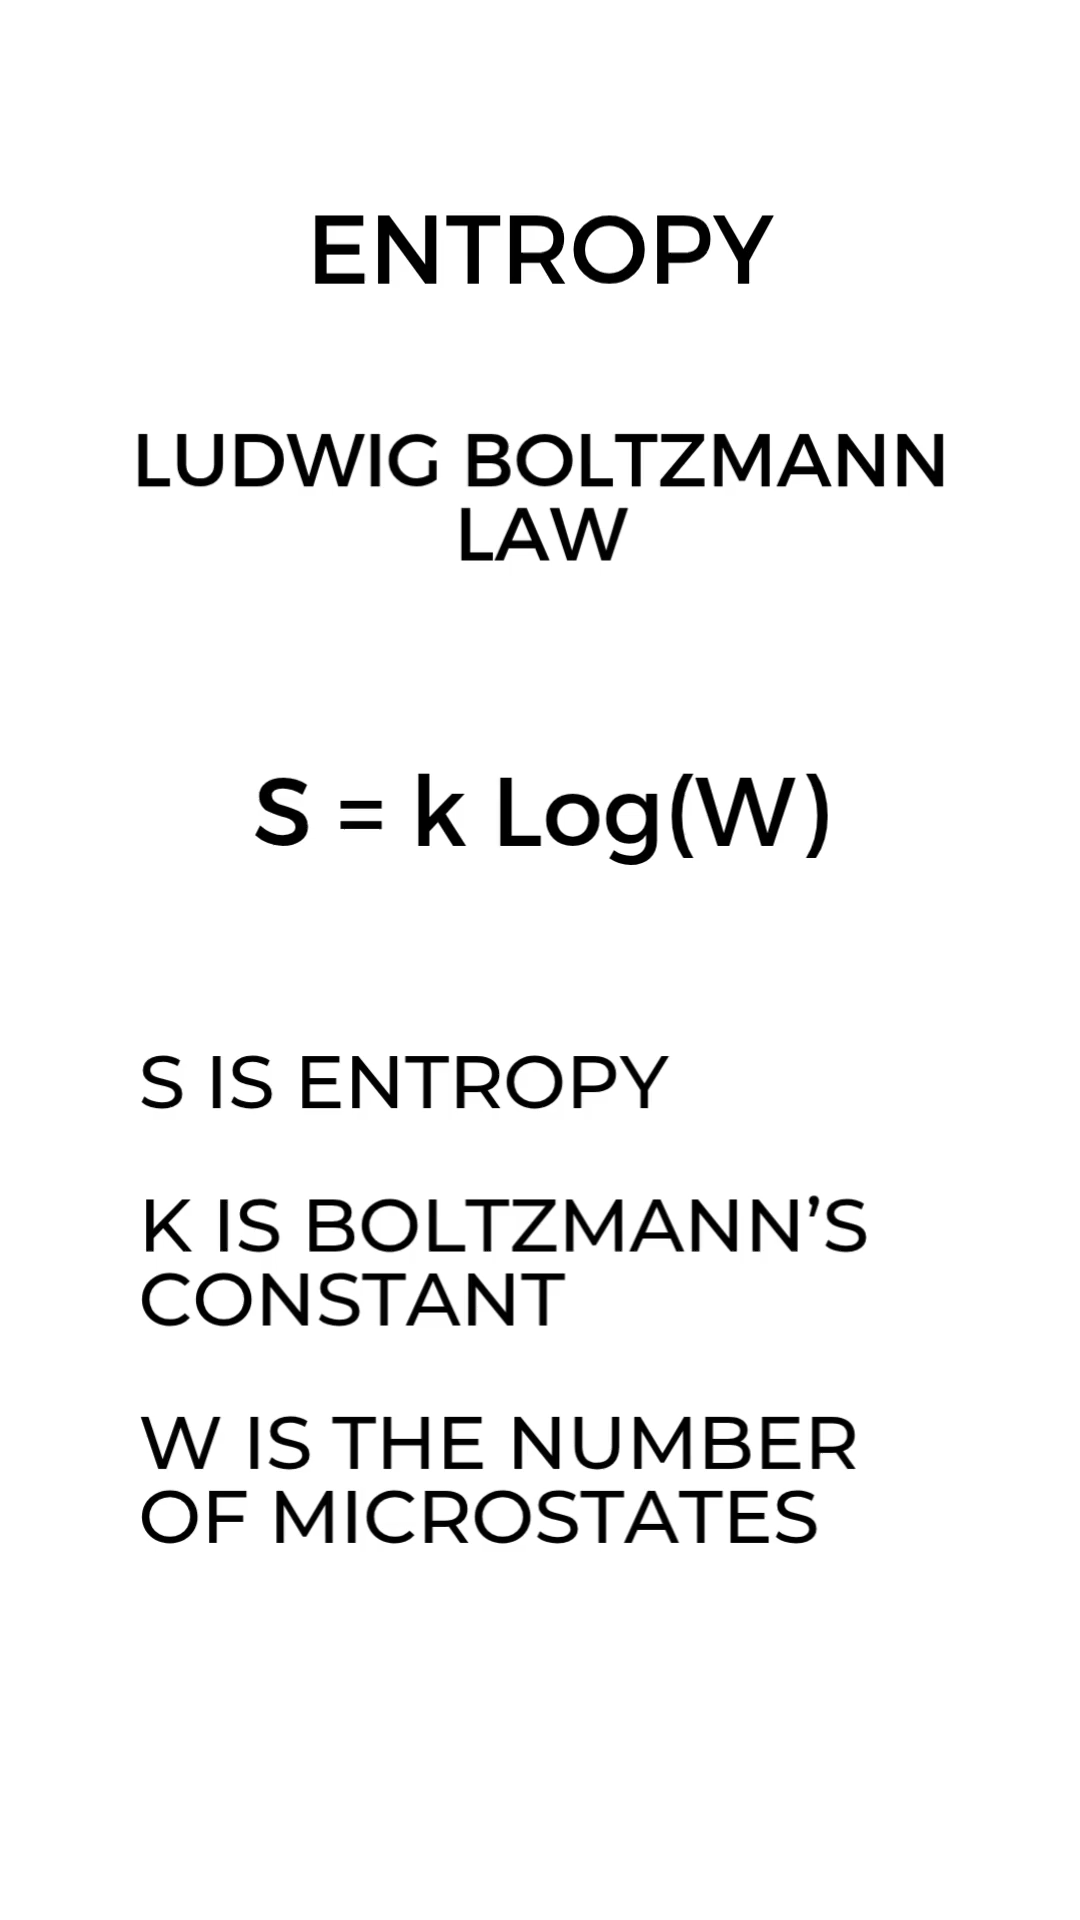 ENTROPY
LUDWIG BOLTZMANN
LAW
S = k Log(W)
S IS ENTROPY
K IS BOLTZMANN’S
CONSTANT
W IS THE NUMBER
OF MICROSTATES